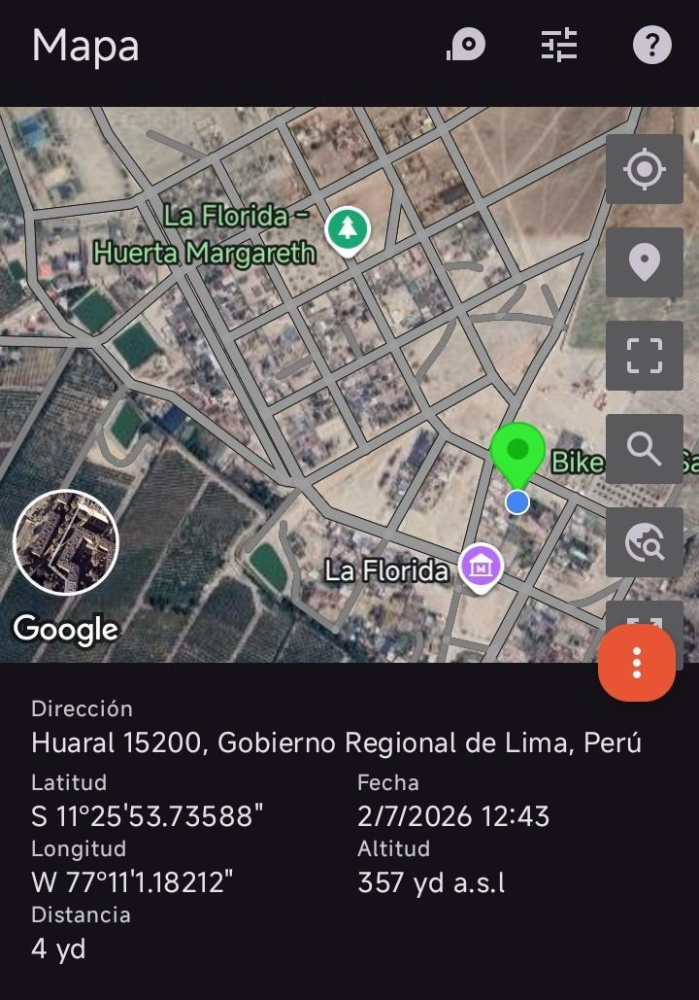 Mapa
La Florida -
Huerta Margareth
Bike
La Florida
Google
Dirección
Huaral 15200, Gobierno Regional de Lima, Perú
Latitud
S 11°25'53.73588"
Fecha
2/7/2026 12:43
Longitud
W 77°11'1.18212"
Altitud
357 yd a.s.l
Distancia
4 yd